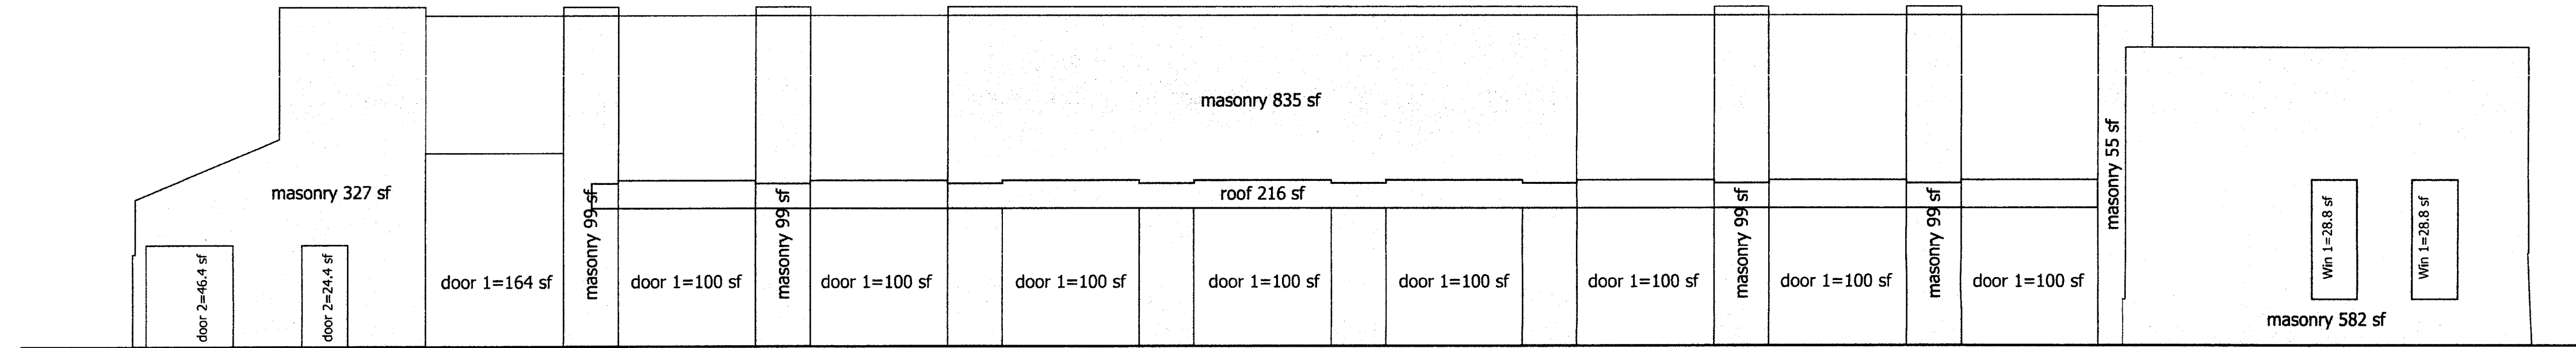 masonry 835 sf
masonry 327 sf
roof 216 sf
masonry 99 sf
masonry 99 sf
masonry 99 sf
masonry 99 sf
masonry 55 sf
door 2=46.4 sf
door 2=24.4 sf
door 1=164 sf
door 1=100 sf
door 1=100 sf
door 1=100 sf
door 1=100 sf
door 1=100 sf
door 1=100 sf
door 1=100 sf
door 1=100 sf
Win 1=28.8 sf
Win 1=28.8 sf
masonry 582 sf